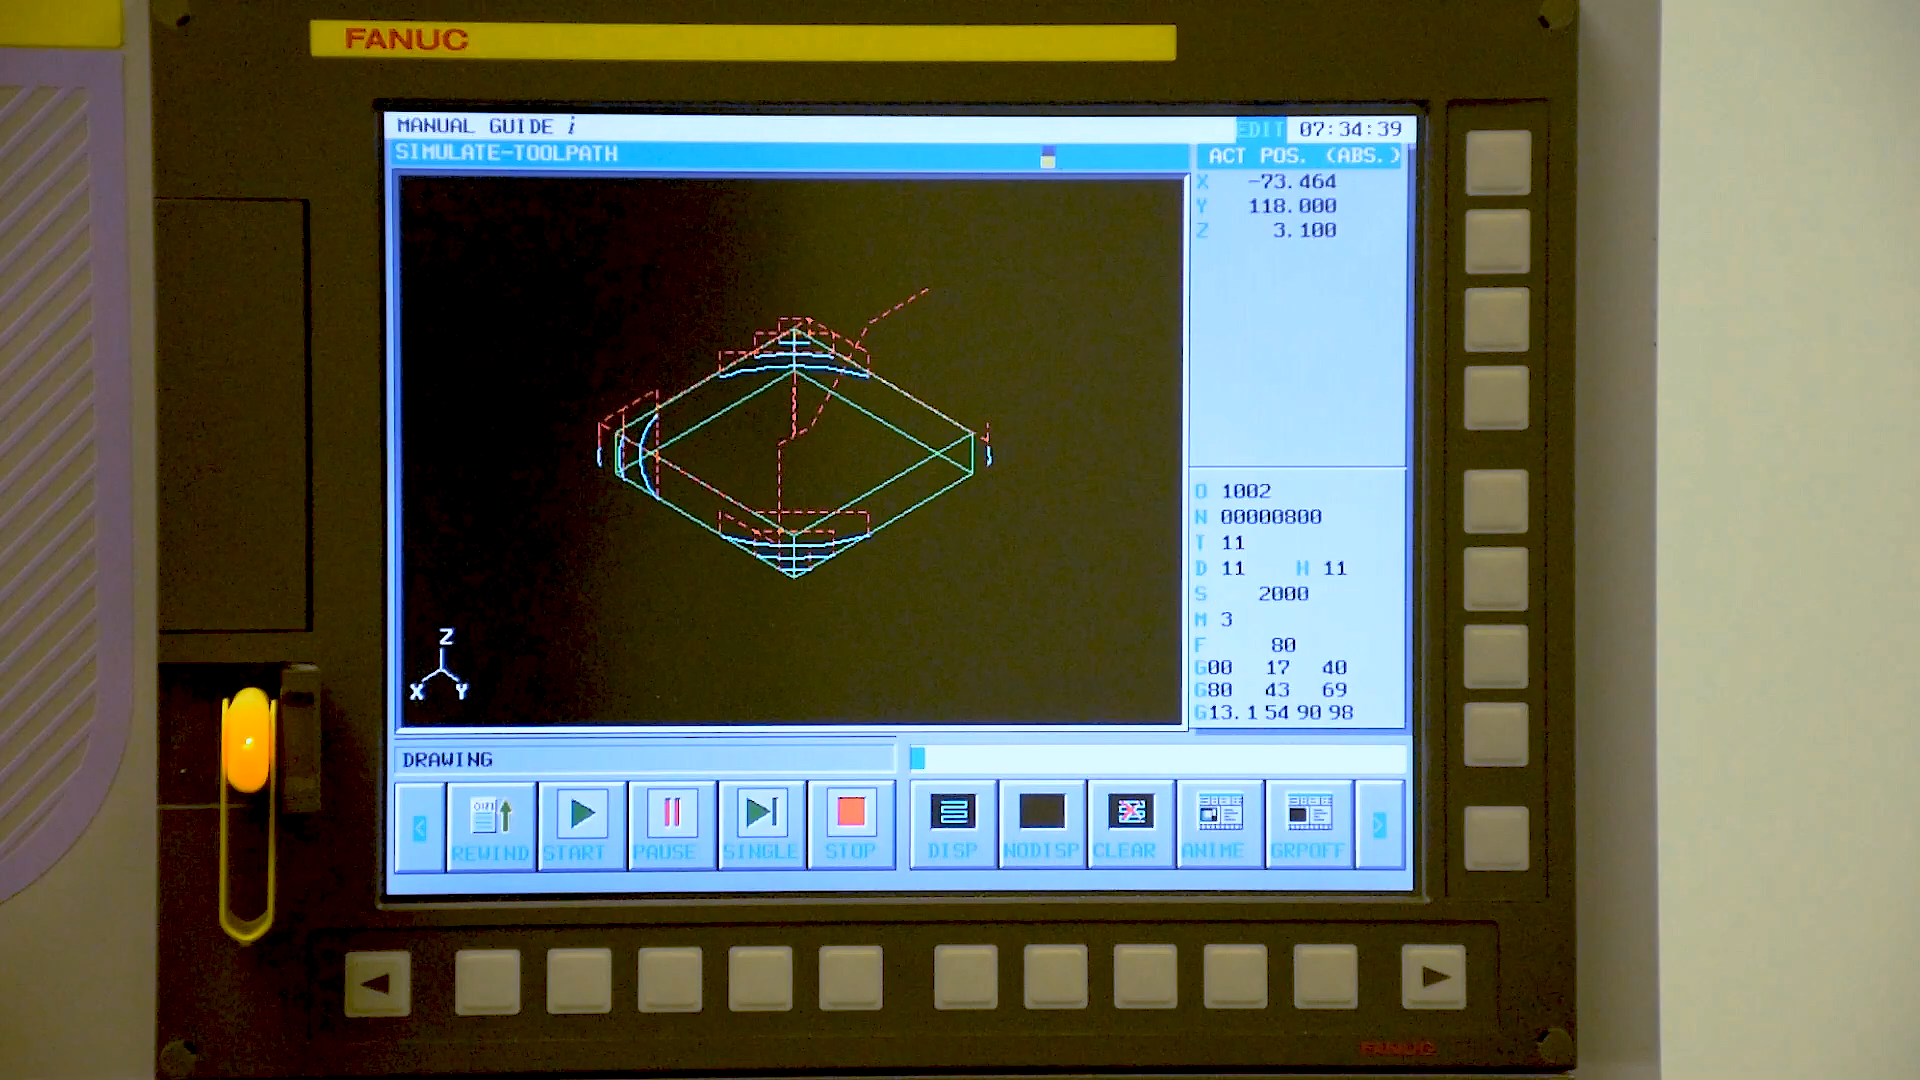 FANUC
MANUAL GUIDE i
EDIT 07:34:39
SIMULATE-TOOLPATH
ACT POS. (ABS.)
X -73.464
Y 118.000
Z 3.100
Z
X Y
O 1002
N 00000800
T 11
D 11 H 11
S 2000
M 3
F 80
G00 17 40
G80 43 69
G13.1 54 90 98
DRAWING
REWIND START PAUSE SINGLE STOP DISP NODISP CLEAR ANIME GRPOFF
FANUC